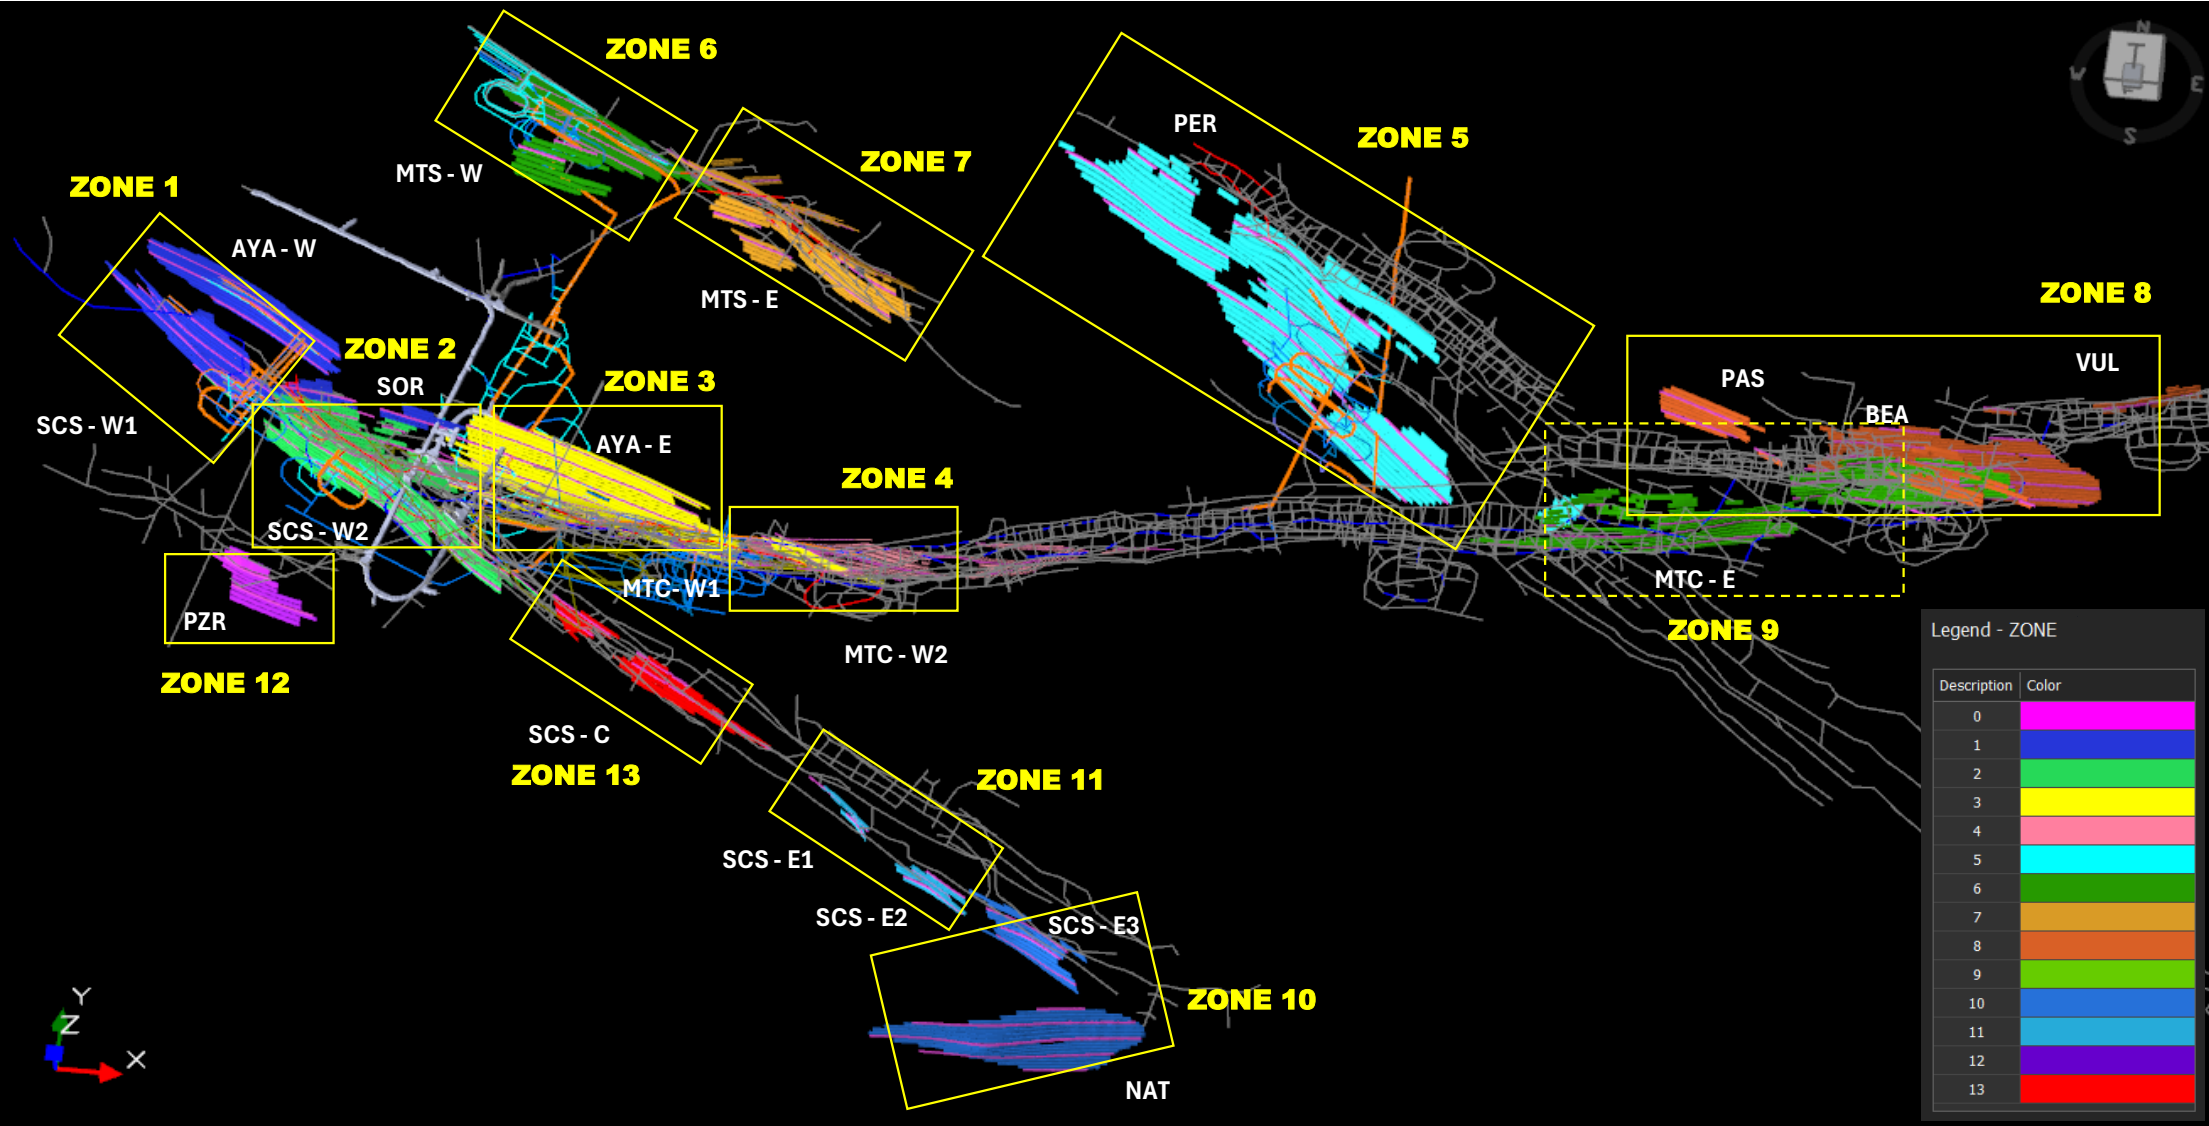 ZONE 6
N
W
T
F
E
S
PER
ZONE 5
ZONE 7
MTS - W
ZONE 1
AYA - W
MTS - E
ZONE 8
ZONE 2
SOR
ZONE 3
PAS
VUL
BEA
SCS - W1
AYA - E
ZONE 4
SCS - W2
MTC- W1
MTC - E
PZR
ZONE 9
MTC - W2
ZONE 12
SCS - C
ZONE 13
ZONE 11
SCS - E1
SCS - E2
SCS - E3
ZONE 10
NAT
Y
Z
X
Legend - ZONE
Description Color
0
1
2
3
4
5
6
7
8
9
10
11
12
13